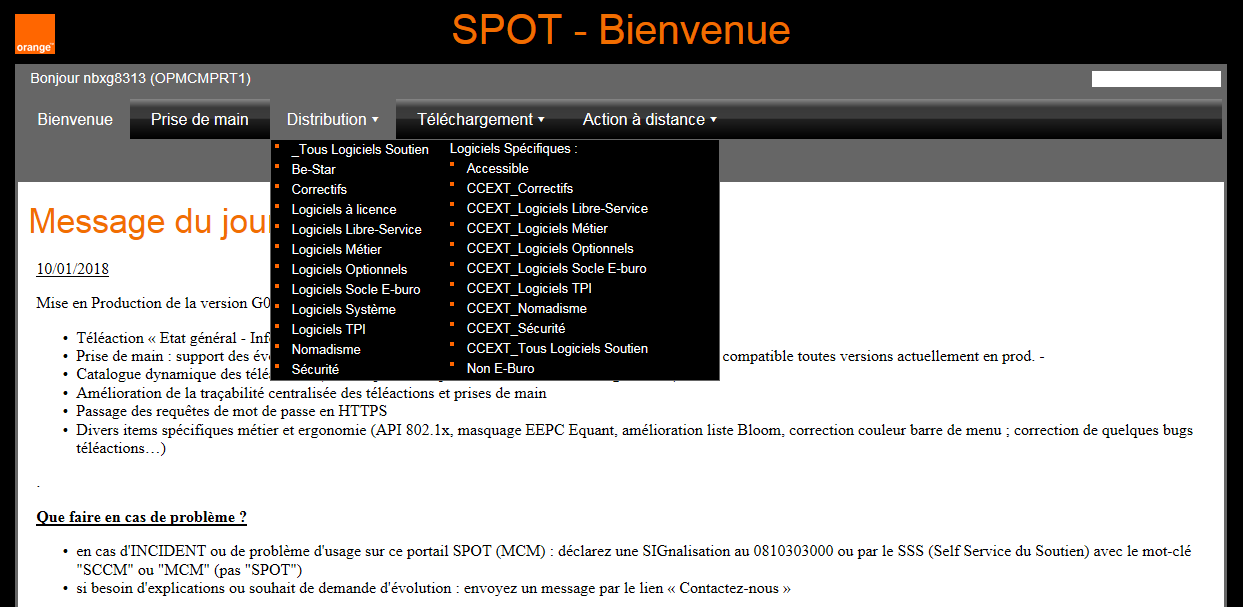 orange™
SPOT - Bienvenue
Bonjour nbxg8313 (OPMCMPRT1)
Bienvenue Prise de main Distribution ▾ Téléchargement ▾ Action à distance ▾
_Tous Logiciels Soutien
Be-Star
Correctifs
Logiciels à licence
Logiciels Libre-Service
Logiciels Métier
Logiciels Optionnels
Logiciels Socle E-buro
Logiciels Système
Logiciels TPI
Nomadisme
Sécurité
Logiciels Spécifiques :
Accessible
CCEXT_Correctifs
CCEXT_Logiciels Libre-Service
CCEXT_Logiciels Métier
CCEXT_Logiciels Optionnels
CCEXT_Logiciels Socle E-buro
CCEXT_Logiciels TPI
CCEXT_Nomadisme
CCEXT_Sécurité
CCEXT_Tous Logiciels Soutien
Non E-Buro
Message du jou
10/01/2018
Mise en Production de la version G0
• Téléaction « Etat général - Inf
• Prise de main : support des év compatible toutes versions actuellement en prod. -
• Catalogue dynamique des télé
• Amélioration de la traçabilité centralisée des téléactions et prises de main
• Passage des requêtes de mot de passe en HTTPS
• Divers items spécifiques métier et ergonomie (API 802.1x, masquage EEPC Equant, amélioration liste Bloom, correction couleur barre de menu ; correction de quelques bugs
téléactions…)
.
Que faire en cas de problème ?
• en cas d'INCIDENT ou de problème d'usage sur ce portail SPOT (MCM) : déclarez une SIGnalisation au 0810303000 ou par le SSS (Self Service du Soutien) avec le mot-clé
"SCCM" ou "MCM" (pas "SPOT")
• si besoin d'explications ou souhait de demande d'évolution : envoyez un message par le lien « Contactez-nous »